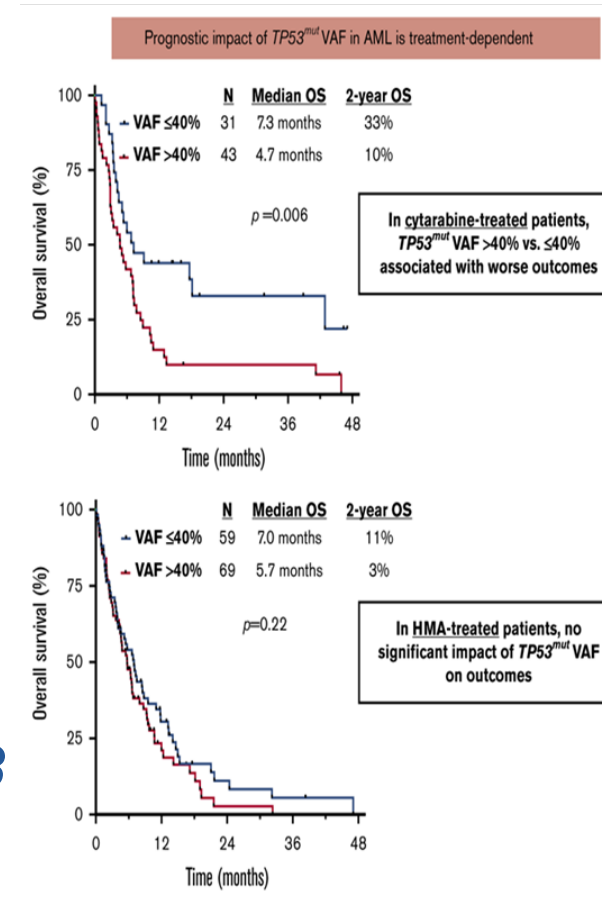 Prognostic impact of TP53mut VAF in AML is treatment-dependent
N Median OS 2-year OS
VAF ≤40% 31 7.3 months 33%
VAF >40% 43 4.7 months 10%
p =0.006
In cytarabine-treated patients,
TP53mut VAF >40% vs. ≤40%
associated with worse outcomes
Overall survival (%)
100
75
50
25
0
0 12 24 36 48
Time (months)
N Median OS 2-year OS
VAF ≤40% 59 7.0 months 11%
VAF >40% 69 5.7 months 3%
p=0.22
In HMA-treated patients, no
significant impact of TP53mut VAF
on outcomes
Overall survival (%)
100
75
50
25
0
0 12 24 36 48
Time (months)